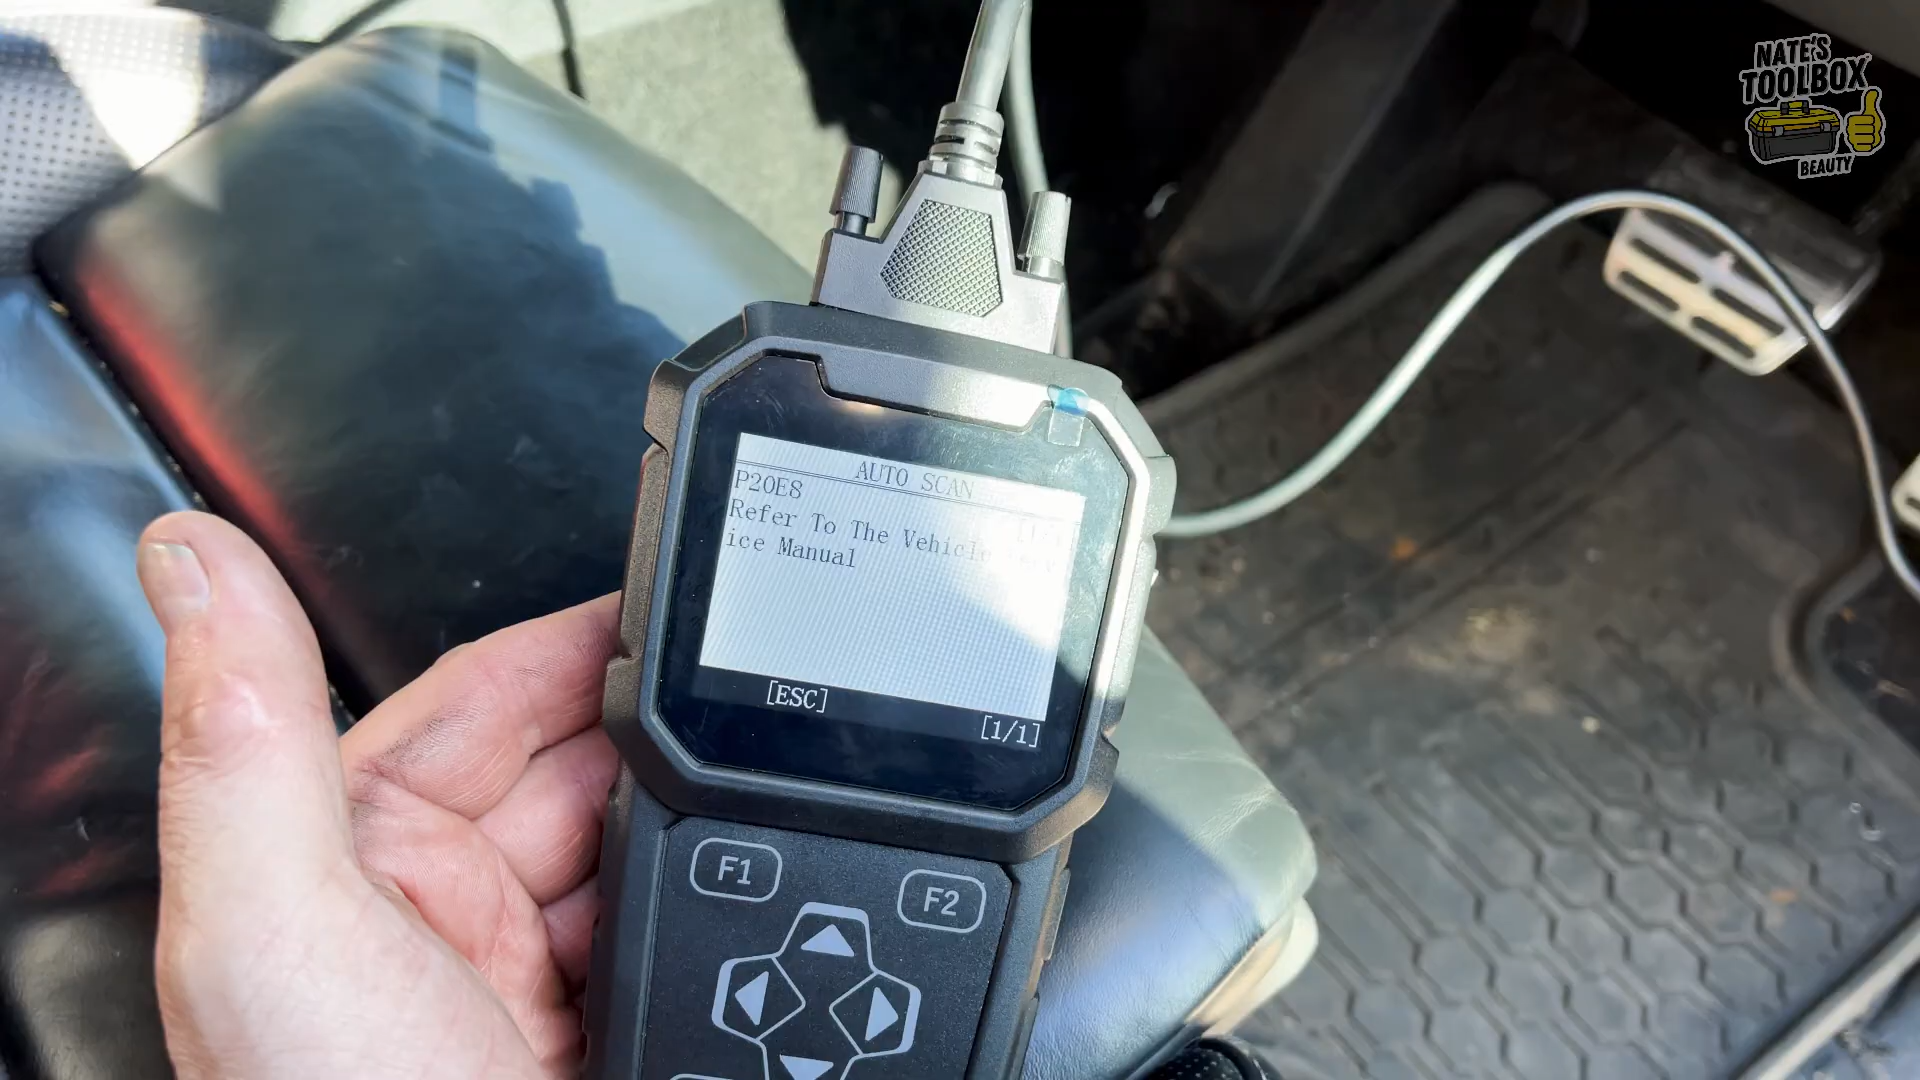 NATE'S
TOOLBOX
BEAUTY
AUTO SCAN
P20E8
Refer To The Vehicle
ice Manual
[ESC]
[1/1]
F1
F2